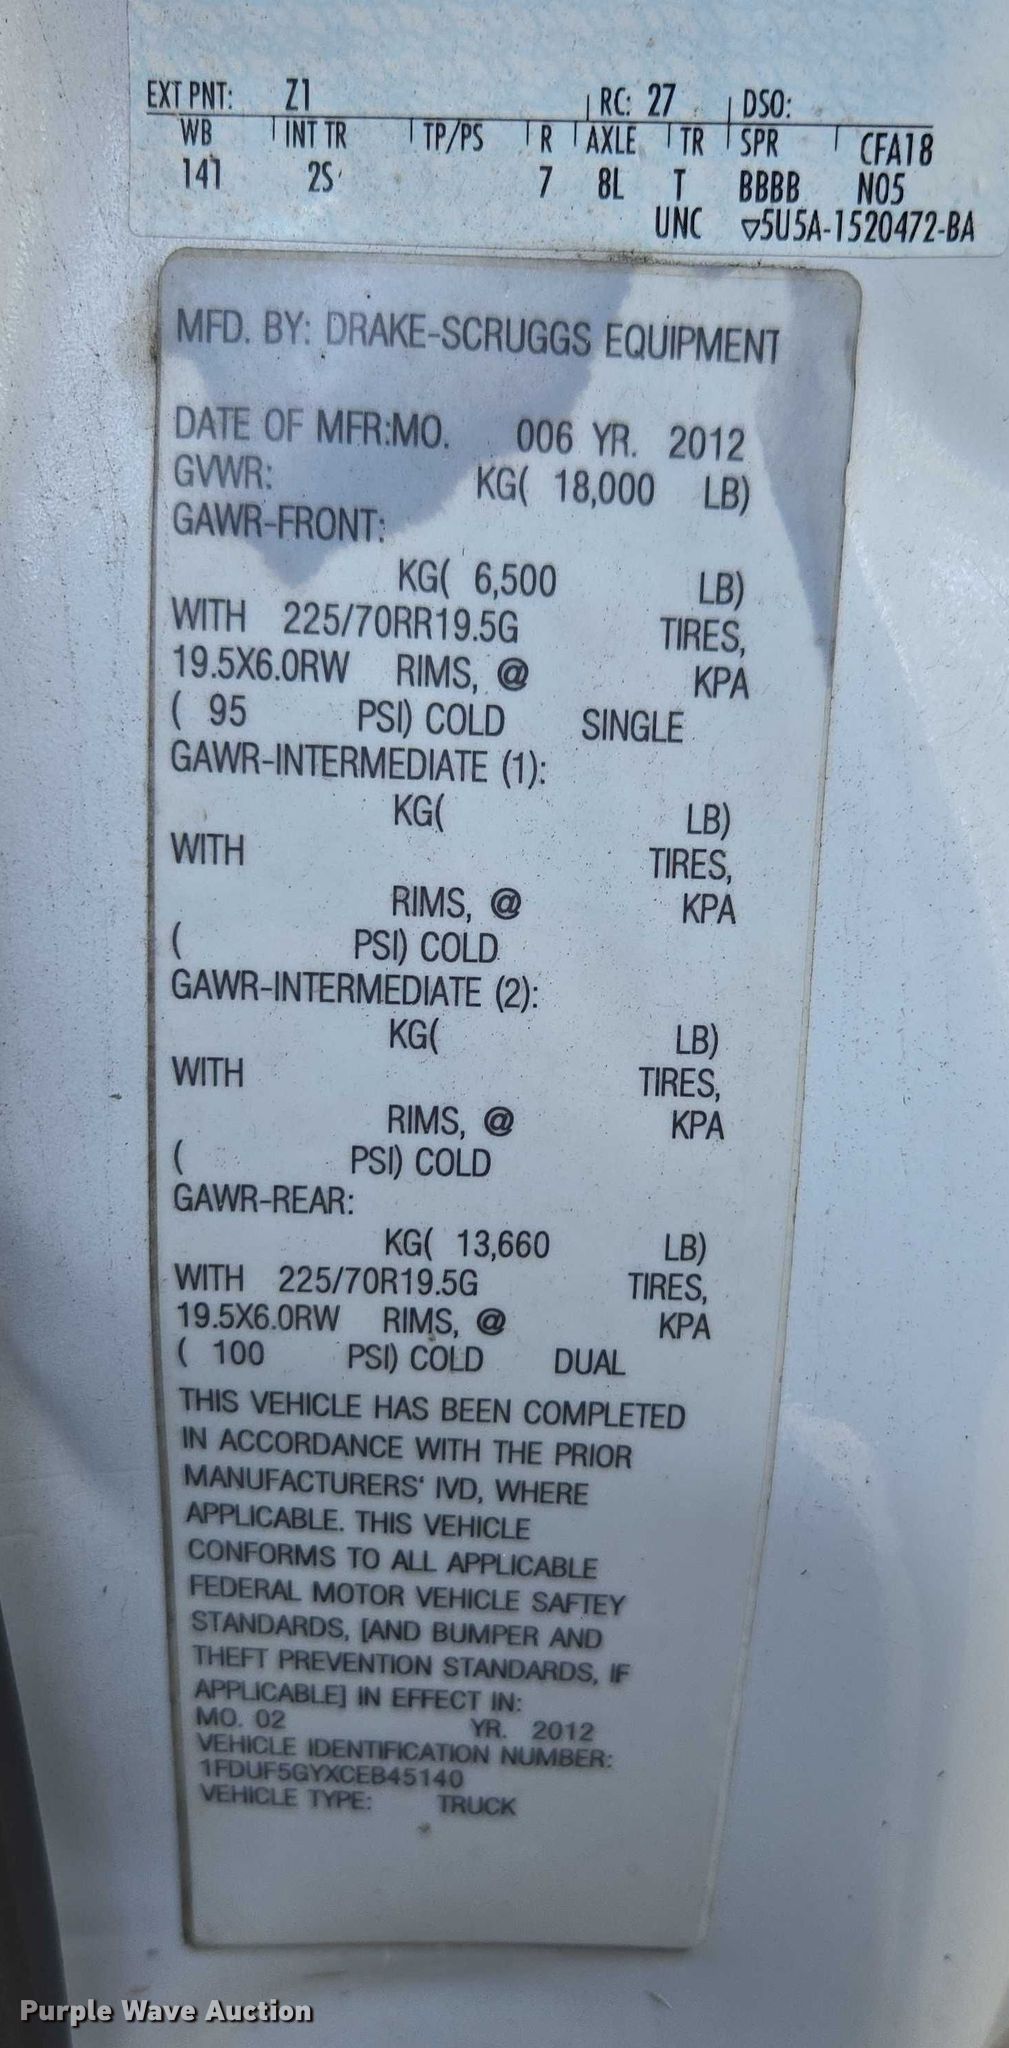 EXT PNT: Z1 RC: 27 DSO:
WB INT TR TP/PS R AXLE TR SPR CFA18
141 2S 7 8L T BBBB N05
UNC ▽5U5A-1520472-BA
MFD. BY: DRAKE-SCRUGGS EQUIPMENT
DATE OF MFR:MO. 006 YR. 2012
GVWR: KG( 18,000 LB)
GAWR-FRONT:
KG( 6,500 LB)
WITH 225/70RR19.5G TIRES,
19.5X6.0RW RIMS, @ KPA
( 95 PSI) COLD SINGLE
GAWR-INTERMEDIATE (1):
KG( LB)
WITH TIRES,
RIMS, @ KPA
( PSI) COLD
GAWR-INTERMEDIATE (2):
KG( LB)
WITH TIRES,
RIMS, @ KPA
( PSI) COLD
GAWR-REAR:
KG( 13,660 LB)
WITH 225/70R19.5G TIRES,
19.5X6.0RW RIMS, @ KPA
( 100 PSI) COLD DUAL
THIS VEHICLE HAS BEEN COMPLETED
IN ACCORDANCE WITH THE PRIOR
MANUFACTURERS' IVD, WHERE
APPLICABLE. THIS VEHICLE
CONFORMS TO ALL APPLICABLE
FEDERAL MOTOR VEHICLE SAFTEY
STANDARDS, [AND BUMPER AND
THEFT PREVENTION STANDARDS, IF
APPLICABLE] IN EFFECT IN:
MO. 02 YR. 2012
VEHICLE IDENTIFICATION NUMBER:
1FDUF5GYXCEB45140
VEHICLE TYPE: TRUCK
Purple Wave Auction